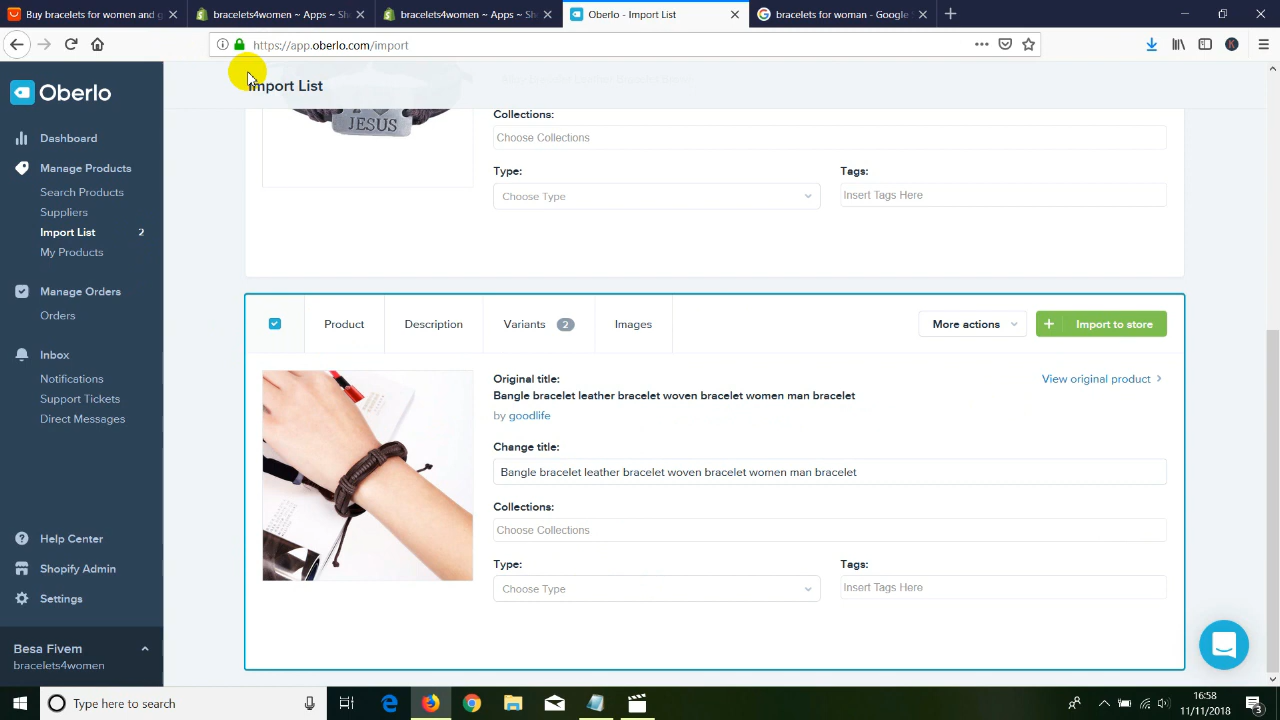 Buy bracelets for women and g
bracelets4women ~ Apps ~ Sh
bracelets4women ~ Apps ~ Sh
Oberlo - Import List
bracelets for woman - Google
https://app.oberlo.com/import
Oberlo
Import List
JESUS
Collections:
Choose Collections
Type:
Tags:
Choose Type
Insert Tags Here
Dashboard
Manage Products
Search Products
Suppliers
Import List 2
My Products
Manage Orders
Orders
Inbox
Notifications
Support Tickets
Direct Messages
Help Center
Shopify Admin
Settings
Besa Fivem
bracelets4women
Product
Description
Variants 2
Images
More actions
+ Import to store
Original title:
View original product
Bangle bracelet leather bracelet woven bracelet women man bracelet
by goodlife
Change title:
Bangle bracelet leather bracelet woven bracelet women man bracelet
Collections:
Choose Collections
Type:
Tags:
Choose Type
Insert Tags Here
Type here to search
16:58
11/11/2018
3